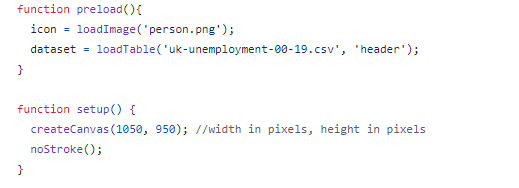 function preload(){
icon = loadImage('person.png');
dataset = loadTable('uk-unemployment-00-19.csv', 'header');
}
function setup() {
createCanvas(1050, 950); //width in pixels, height in pixels
noStroke();
}